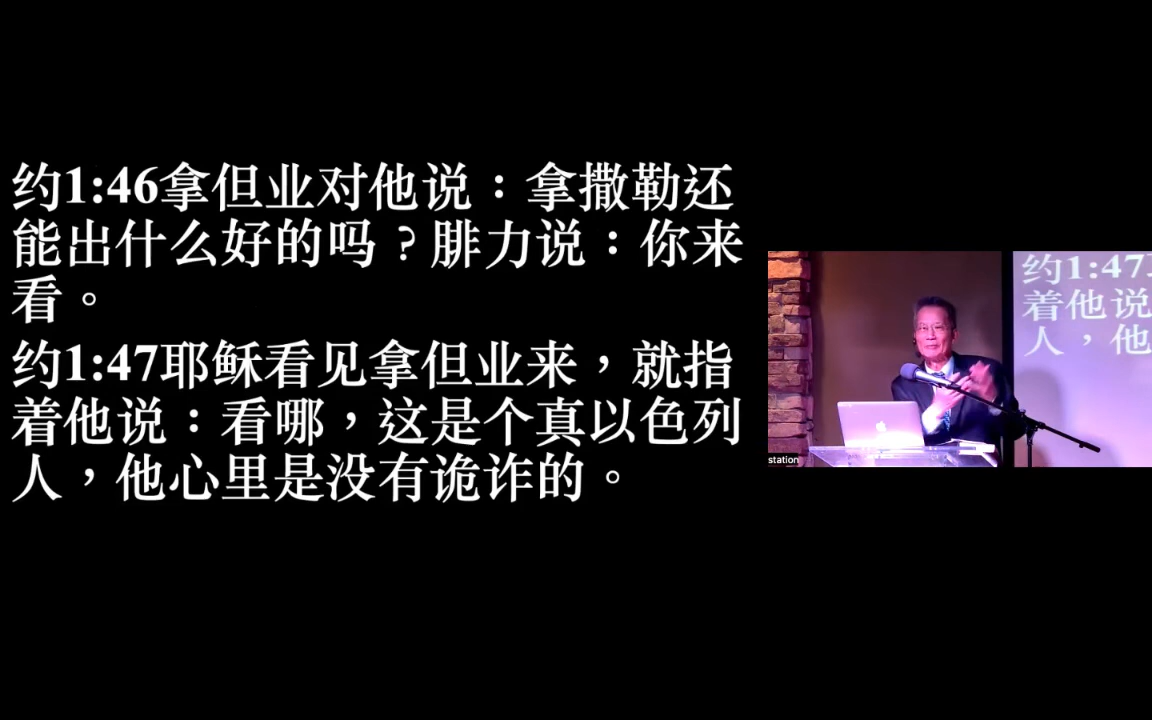 约1:46拿但业对他说：拿撒勒还
能出什么好的吗？腓力说：你来
看。
约1:47耶稣看见拿但业来，就指
着他说：看哪，这是个真以色列
人，他心里是没有诡诈的。
约1:47
着他说
人，他
station